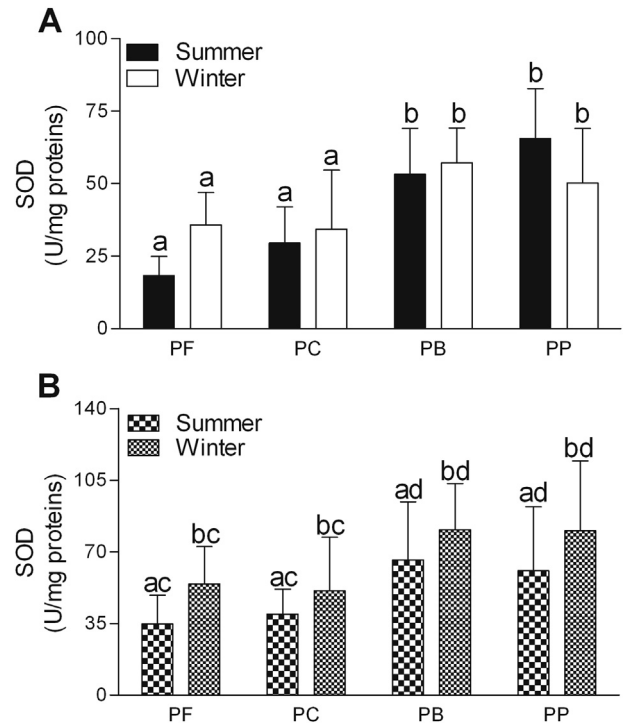 A
100
Summer
Winter
75
50
25
0
SOD
(U/mg proteins)
a
a
a
a
b
b
b
b
PF
PC
PB
PP
B
140
Summer
Winter
105
70
35
0
SOD
(U/mg proteins)
ac
bc
ac
bc
ad
bd
ad
bd
PF
PC
PB
PP